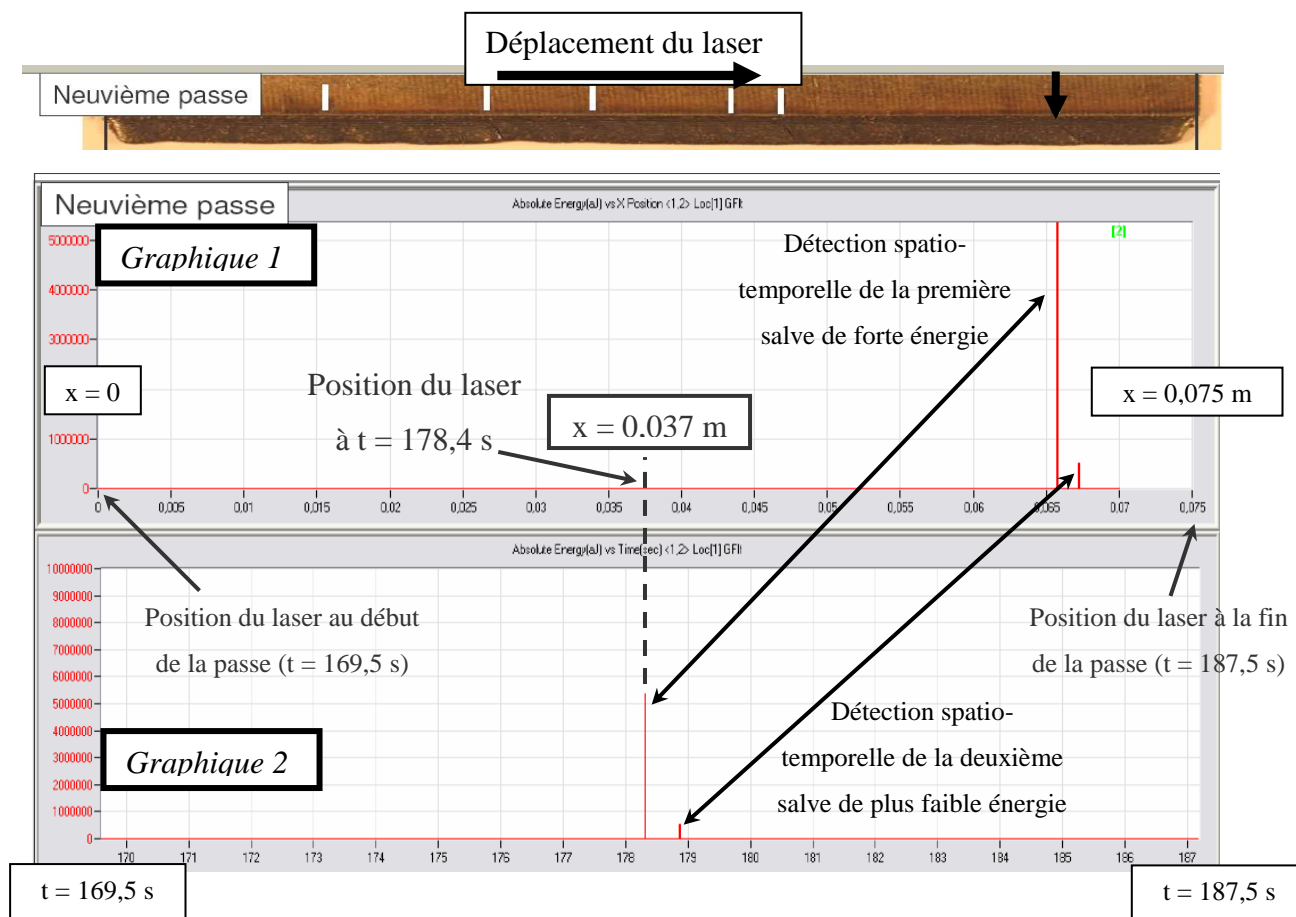 Déplacement du laser
Neuvième passe
Neuvième passe
Absolute Energy(aJ) vs X Position <1,2> Loc[1] GFlt
[2]
Graphique 1
5000000
4000000
3000000
1000000
0
x = 0
Position du laser
à t = 178,4 s
x = 0,037 m
Détection spatio-
temporelle de la première
salve de forte énergie
x = 0,075 m
0 0,005 0,01 0,015 0,02 0,025 0,03 0,035 0,04 0,045 0,05 0,055 0,06 0,065 0,07 0,075
Absolute Energy(aJ) vs Time(sec) <1,2> Loc[1] GFlt
10000000
9000000
8000000
7000000
6000000
5000000
4000000
3000000
2000000
1000000
0
Position du laser au début
de la passe (t = 169,5 s)
Position du laser à la fin
de la passe (t = 187,5 s)
Graphique 2
Détection spatio-
temporelle de la deuxième
salve de plus faible énergie
170 171 172 173 174 175 176 177 178 179 180 181 182 183 184 185 186 187
t = 169,5 s
t = 187,5 s